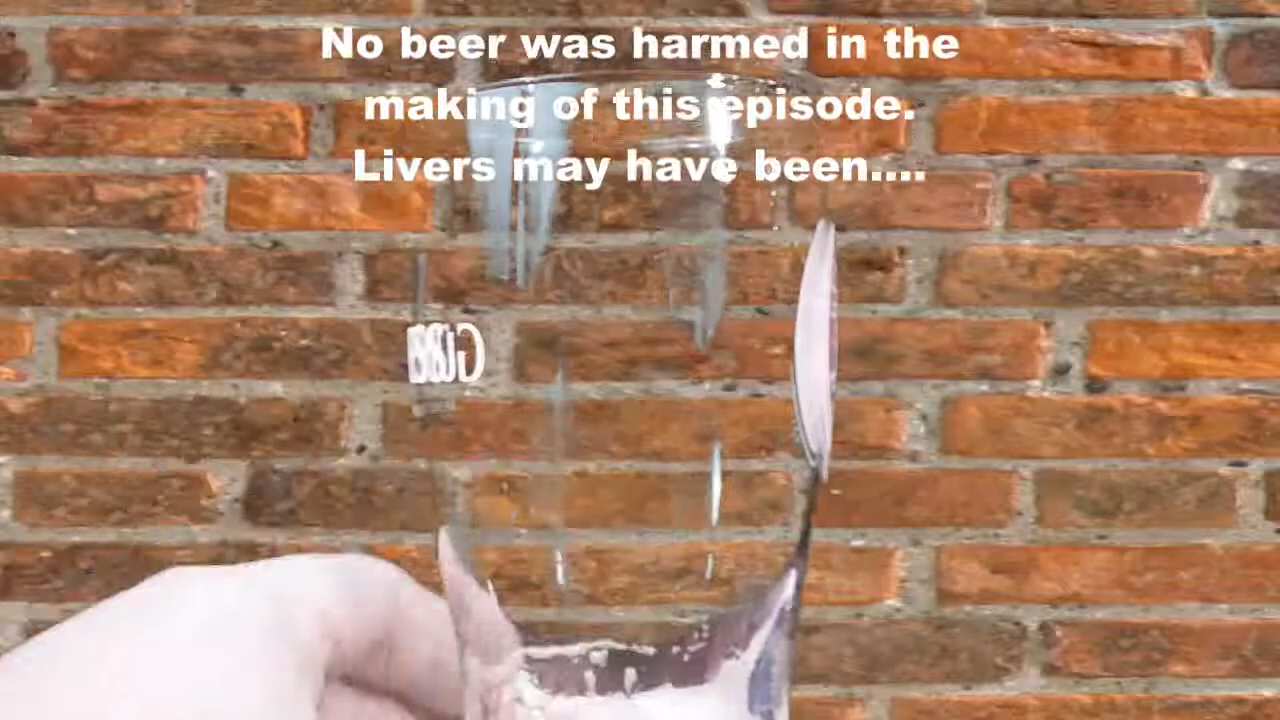 No beer was harmed in the
making of this episode.
Livers may have been....